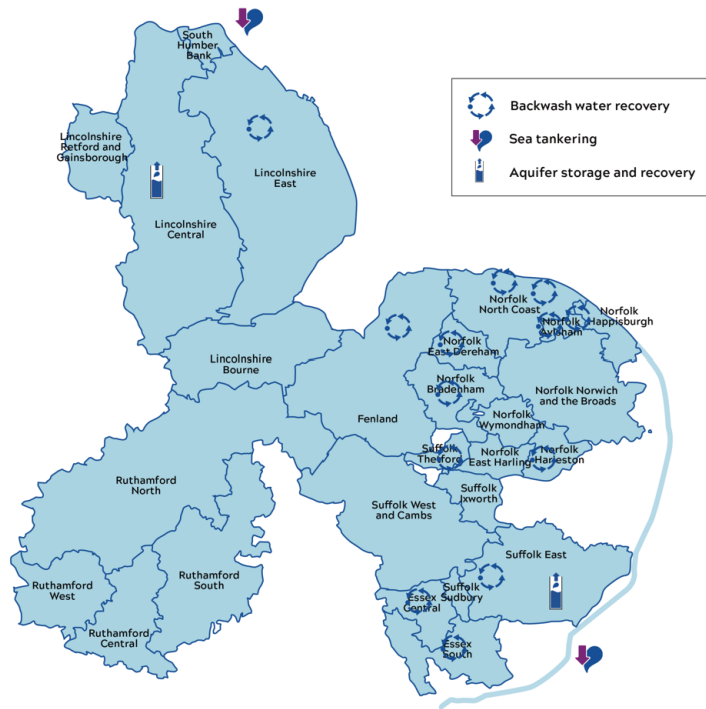 South
Humber
Bank
Backwash water recovery
Sea tankering
Aquifer storage and recovery
Lincolnshire
Retford and
Gainsborough
Lincolnshire
East
Lincolnshire
Central
Norfolk
North Coast
Norfolk
Happisburgh
Norfolk
Aylsham
Norfolk
East Dereham
Lincolnshire
Bourne
Norfolk
Bradenham
Norfolk Norwich
and the Broads
Fenland
Norfolk
Wymondham
Suffolk
Thetford
Norfolk
East Harling
Norfolk
Harleston
Ruthamford
North
Suffolk
Ixworth
Suffolk West
and Cambs
Suffolk East
Ruthamford
West
Ruthamford
South
Suffolk
Sudbury
Essex
Central
Ruthamford
Central
Essex
South